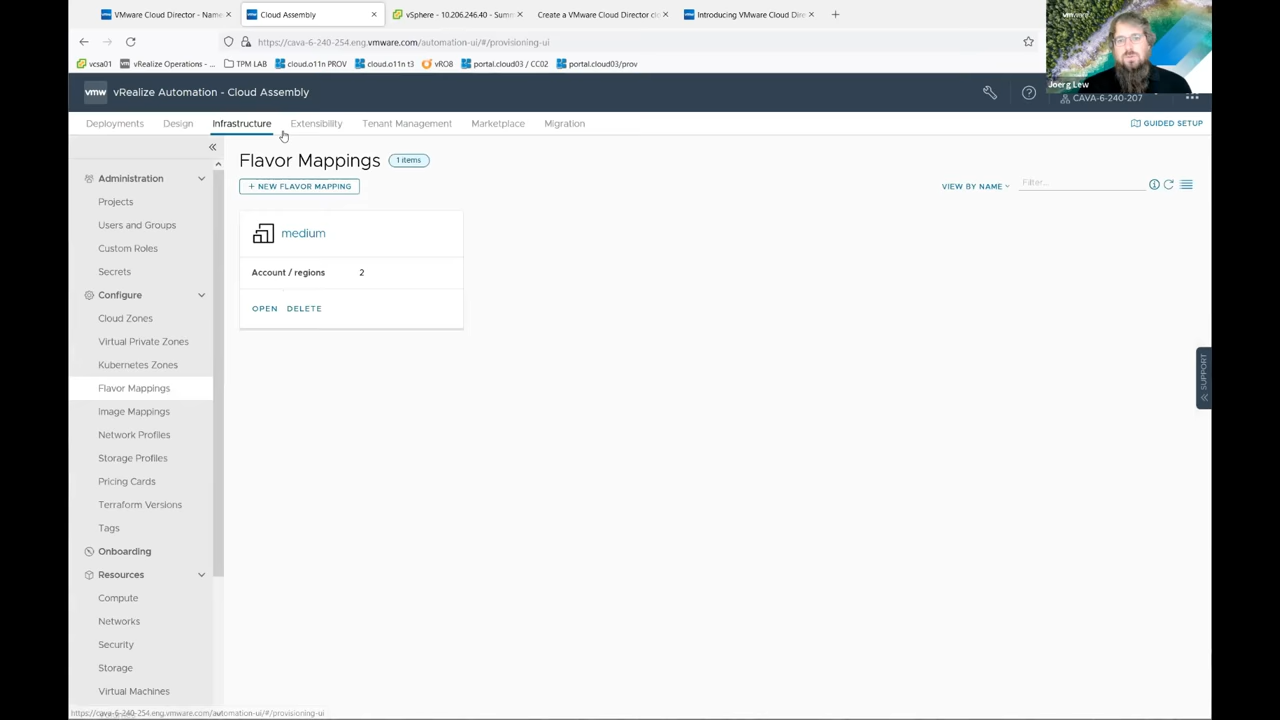 VMware Cloud Director - Name
Cloud Assembly
vSphere - 10.206.246.40 - Summ
Create a VMware Cloud Director clo
Introducing VMware Cloud Dire
https://cava-6-240-254.eng.vmware.com/automation-ui/#/provisioning-ui
vmware
Joerg Lew
vcsa01
vRealize Operations - ...
TPM LAB
cloud.o11n PROV
cloud.o11n t3
vRO8
portal.cloud03 / CC02
portal.cloud03/prov
vmw
vRealize Automation - Cloud Assembly
CAVA-6-240-207
Deployments
Design
Infrastructure
Extensibility
Tenant Management
Marketplace
Migration
GUIDED SETUP
Administration
Projects
Users and Groups
Custom Roles
Secrets
Configure
Cloud Zones
Virtual Private Zones
Kubernetes Zones
Flavor Mappings
Image Mappings
Network Profiles
Storage Profiles
Pricing Cards
Terraform Versions
Tags
Onboarding
Resources
Compute
Networks
Security
Storage
Virtual Machines
Flavor Mappings
1 items
+ NEW FLAVOR MAPPING
VIEW BY NAME
Filter...
medium
Account / regions 2
OPEN DELETE
SUPPORT
https://cava-6-240-254.eng.vmware.com/automation-ui/#/provisioning-ui